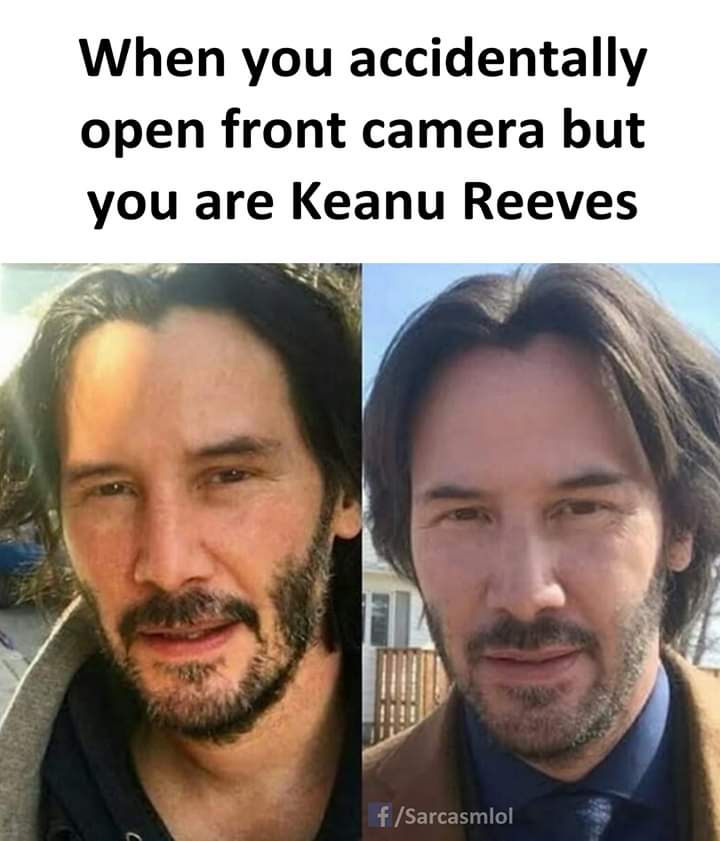 When you accidentally
open front camera but
you are Keanu Reeves
f/Sarcasmlol